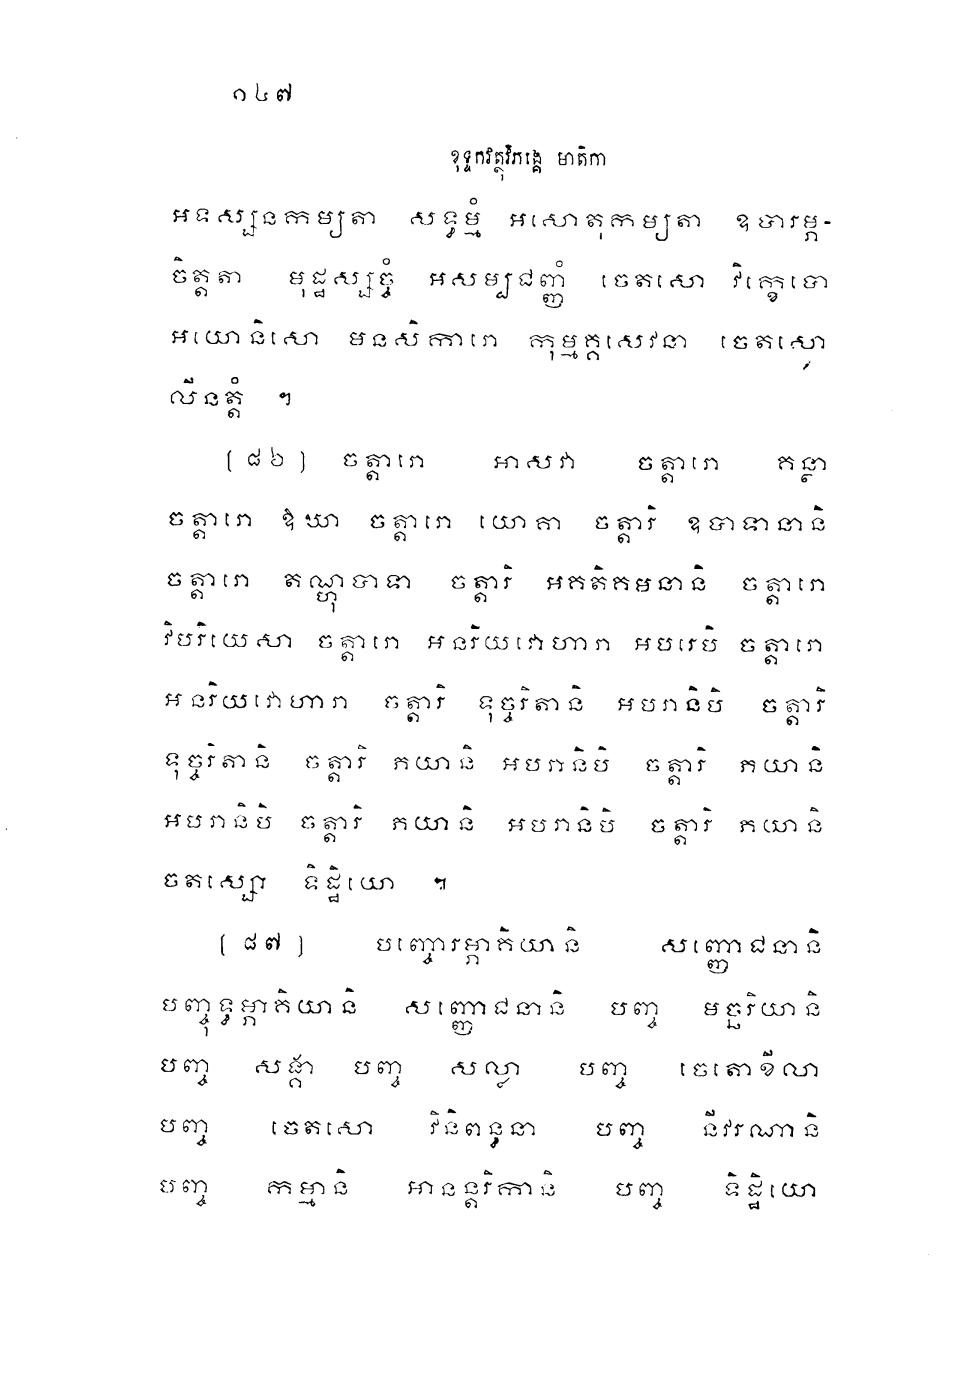 ១៤៧
ខុទ្ទកវត្ថុវិភង្គេ មាតិកា
អទស្សនកម្យតា សទ្ធម្មំ អសោតុកម្យតា ឧបារម្ភ-
ចិត្តតា មុដ្ឋស្សច្ចំ អសម្បជញ្ញំ ចេតសោ វិក្ខេបោ
អយោនិសោ មនសិការោ កុម្មគ្គសេវនា ចេតសោ
លីនត្តំ ។
(៨៦) ចត្តារោ អាសវា ចត្តារោ គន្ថា
ចត្តារោ ឱឃា ចត្តារោ យោគា ចត្តារិ ឧបាទានានិ
ចត្តារោ តណ្ហុប្បាទា ចត្តារិ អគតិគមនានិ ចត្តារោ
វិបរិយេសា ចត្តារោ អនរិយវោហារា អបរេបិ ចត្តារោ
អនរិយវោហារា ចត្តារិ ទុច្ចរិតានិ អបរានិបិ ចត្តារិ
ទុច្ចរិតានិ ចត្តារិ ភយានិ អបរានិបិ ចត្តារិ ភយានិ
អបរានិបិ ចត្តារិ ភយានិ អបរានិបិ ចត្តារិ ភយានិ
ចតស្សោ ទិដ្ឋិយោ ។
(៨៧) បញ្ចោរម្ភាគិយានិ សញ្ញោជនានិ
បញ្ចុទ្ធម្ភាគិយានិ សញ្ញោជនានិ បញ្ច មច្ឆរិយានិ
បញ្ច សង្គា បញ្ច សល្លា បញ្ច ចេតោខីលា
បញ្ច ចេតសោ វិនិពន្ធនា បញ្ច នីវរណានិ
បញ្ច កម្មានិ អានន្តរិកានិ បញ្ច ទិដ្ឋិយោ